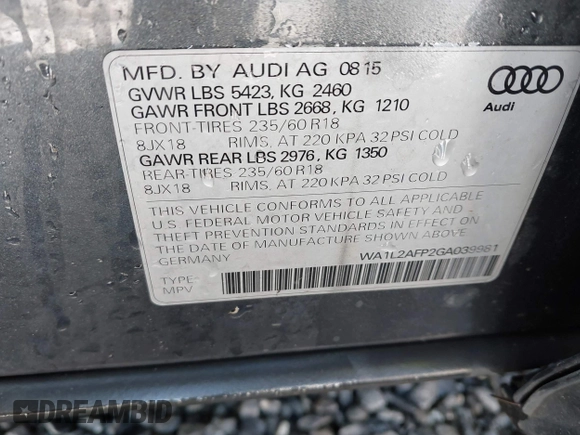 MFD. BY AUDI AG 0815
GVWR LBS 5423, KG 2460
GAWR FRONT LBS 2668, KG 1210
FRONT-TIRES 235/60 R18
8JX18 RIMS, AT 220 KPA 32 PSI COLD
GAWR REAR LBS 2976, KG 1350
REAR-TIRES 235/60 R18
8JX18 RIMS, AT 220 KPA 32 PSI COLD
THIS VEHICLE CONFORMS TO ALL APPLICABLE
U.S. FEDERAL MOTOR VEHICLE SAFETY AND
THEFT PREVENTION STANDARDS IN EFFECT ON
THE DATE OF MANUFACTURE SHOWN ABOVE.
GERMANY
WA1L2AFP2GA039981
TYPE:
MPV
Audi
DREAMBID